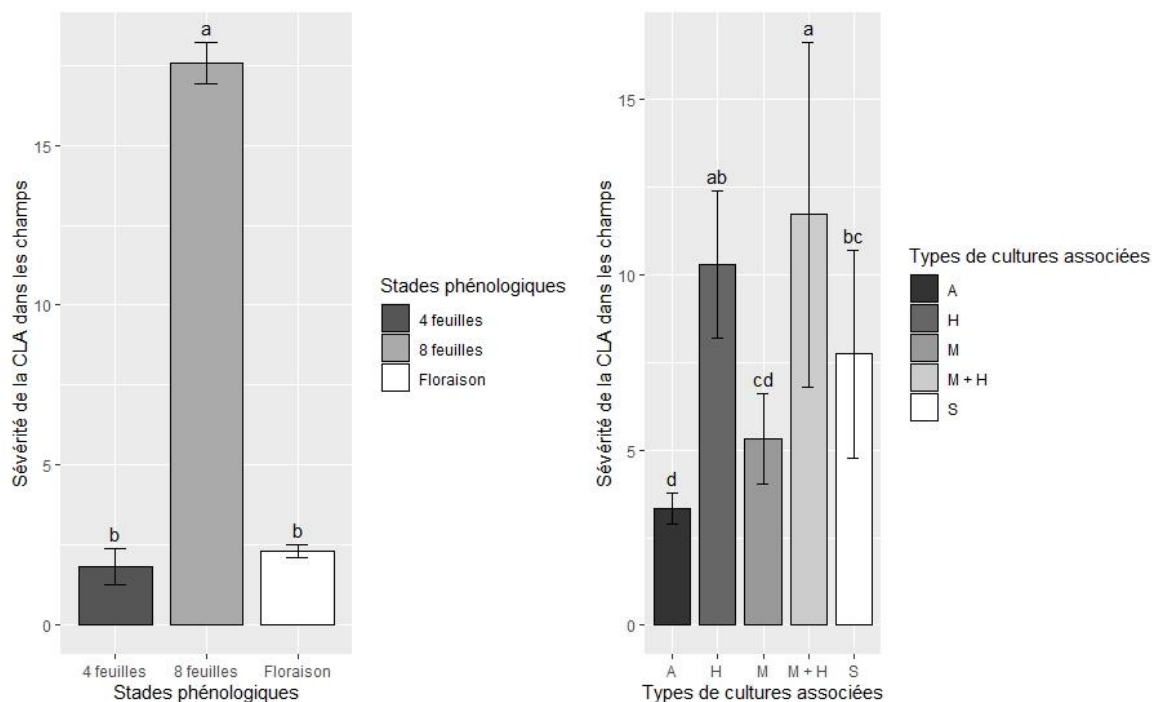 Sévérité de la CLA dans les champs
15
10
5
0
a
b
b
4 feuilles
8 feuilles
Floraison
Stades phénologiques
Stades phénologiques
4 feuilles
8 feuilles
Floraison
Sévérité de la CLA dans les champs
15
10
5
0
d
ab
cd
a
bc
A
H
M
M + H
S
Types de cultures associées
Types de cultures associées
A
H
M
M + H
S